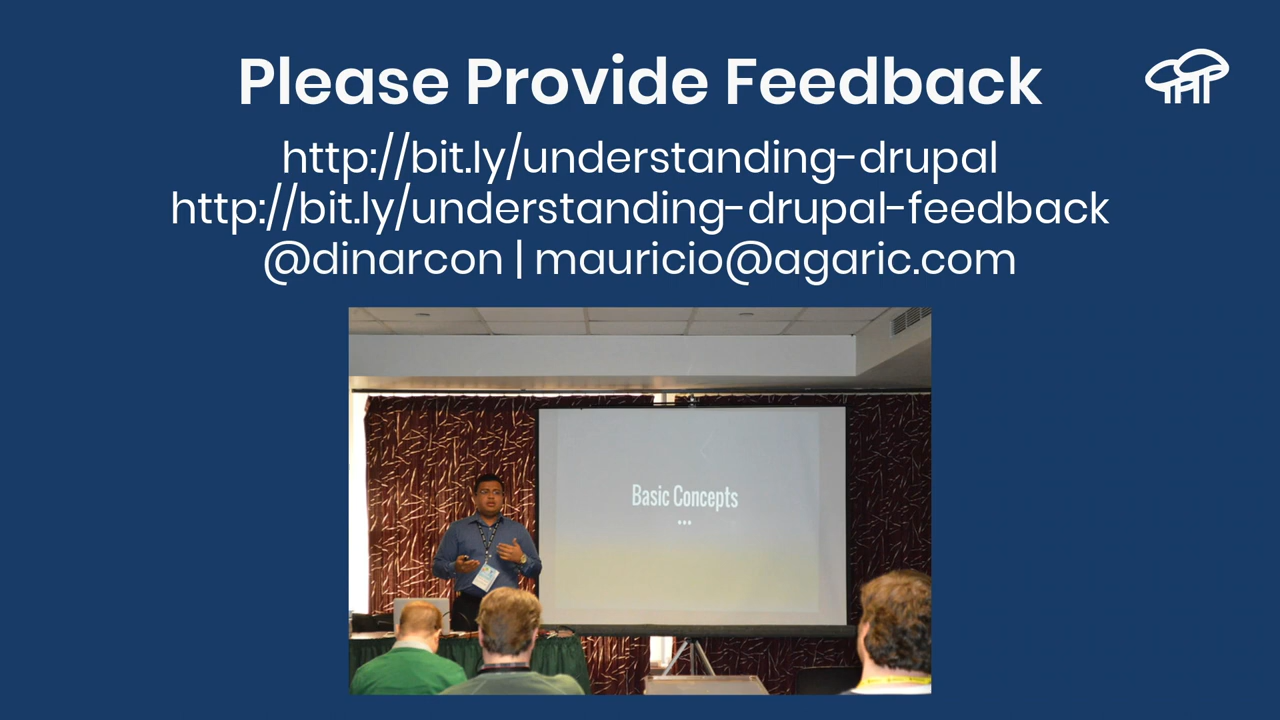 Please Provide Feedback
http://bit.ly/understanding-drupal
http://bit.ly/understanding-drupal-feedback
@dinarcon | mauricio@agaric.com
Basic Concepts